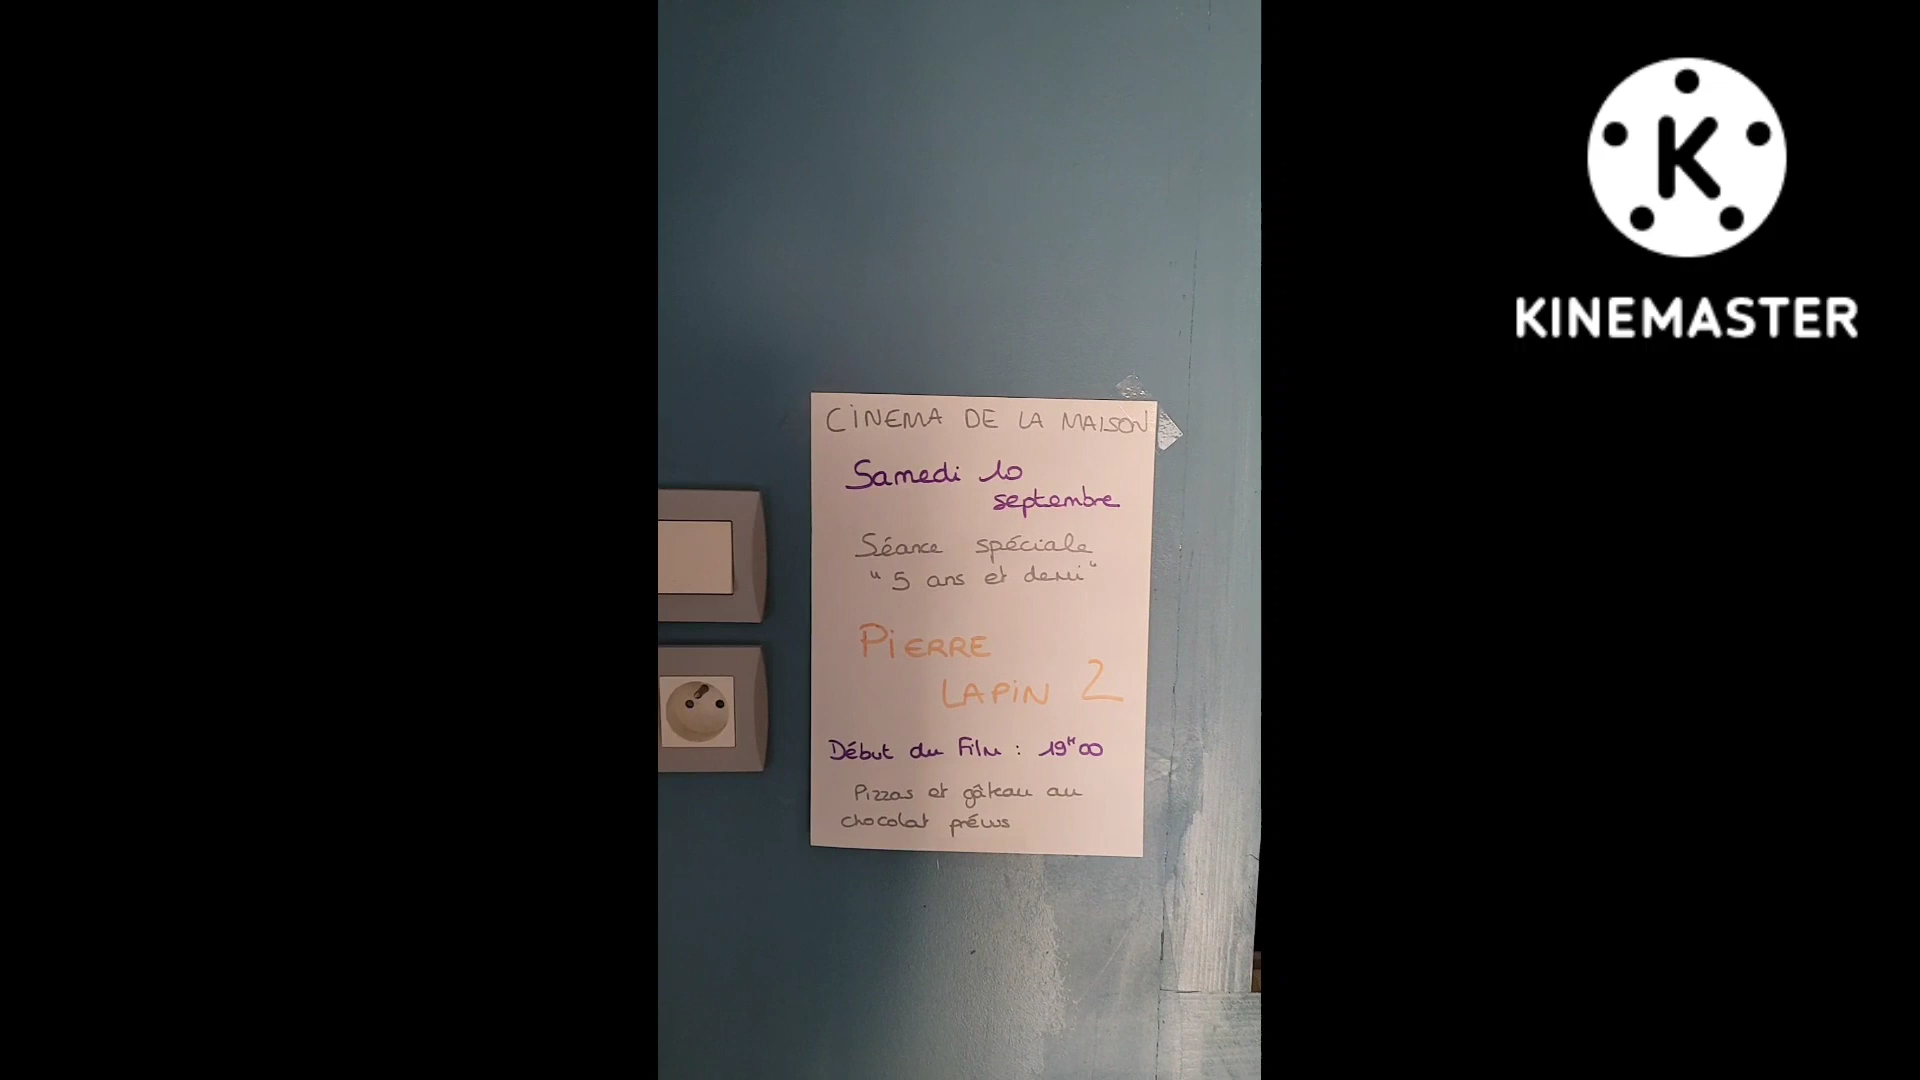 CINEMA DE LA MAISON
Samedi 10
septembre
Séance spéciale
"5 ans et demi"
PIERRE
LAPIN 2
Début du Film : 19H00
Pizzas et gâteau au
chocolat prévus
K
KINEMASTER